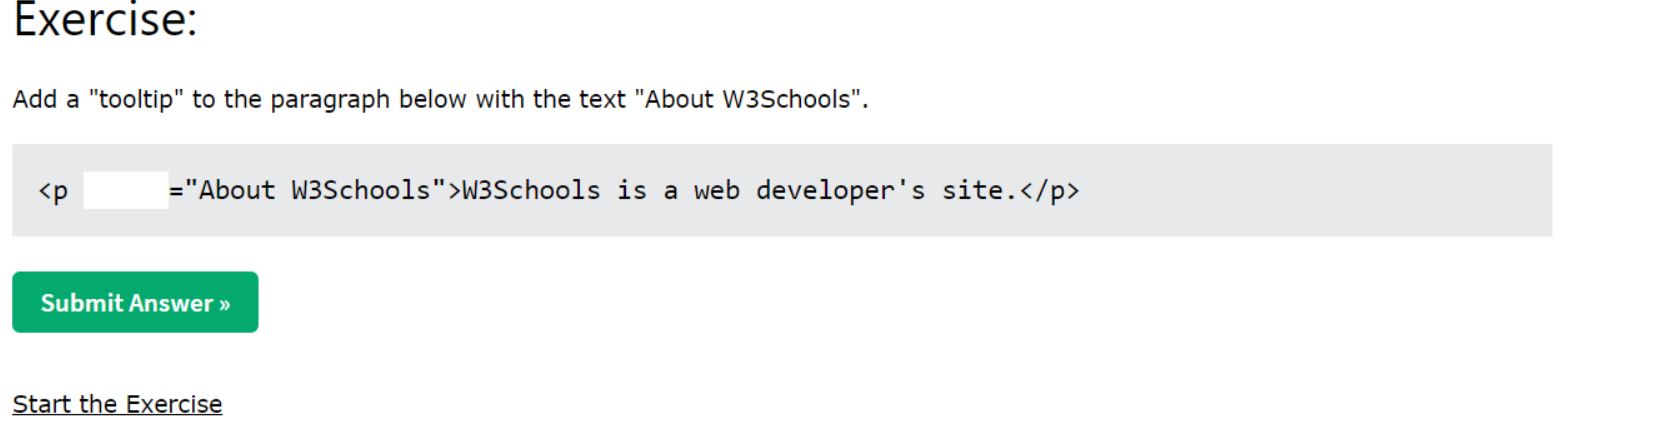 Exercise:
Add a "tooltip" to the paragraph below with the text "About W3Schools".
<p ="About W3Schools">W3Schools is a web developer's site.</p>
Submit Answer »
Start the Exercise